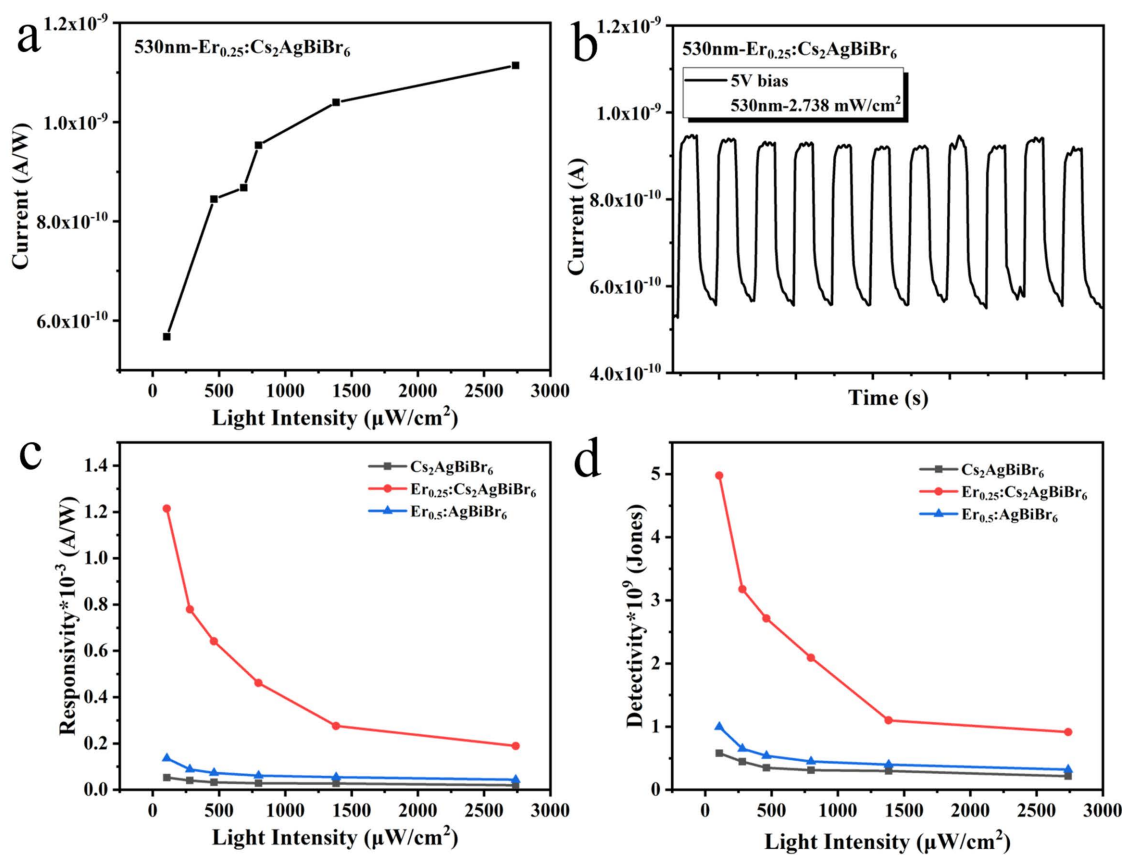 a
530nm-Er0.25:Cs2AgBiBr6
1.2x10-9
1.0x10-9
8.0x10-10
6.0x10-10
Current (A/W)
0 500 1000 1500 2000 2500 3000
Light Intensity (μW/cm2)
b
530nm-Er0.25:Cs2AgBiBr6
5V bias
530nm-2.738 mW/cm2
1.2x10-9
1.0x10-9
8.0x10-10
6.0x10-10
4.0x10-10
Current (A)
Time (s)
c
Cs2AgBiBr6
Er0.25:Cs2AgBiBr6
Er0.5:AgBiBr6
1.4
1.2
1.0
0.8
0.6
0.4
0.2
0.0
Responsivity*10-3 (A/W)
0 500 1000 1500 2000 2500 3000
Light Intensity (μW/cm2)
d
Cs2AgBiBr6
Er0.25:Cs2AgBiBr6
Er0.5:AgBiBr6
5
4
3
2
1
0
Detectivity*109 (Jones)
0 500 1000 1500 2000 2500 3000
Light Intensity (μW/cm2)